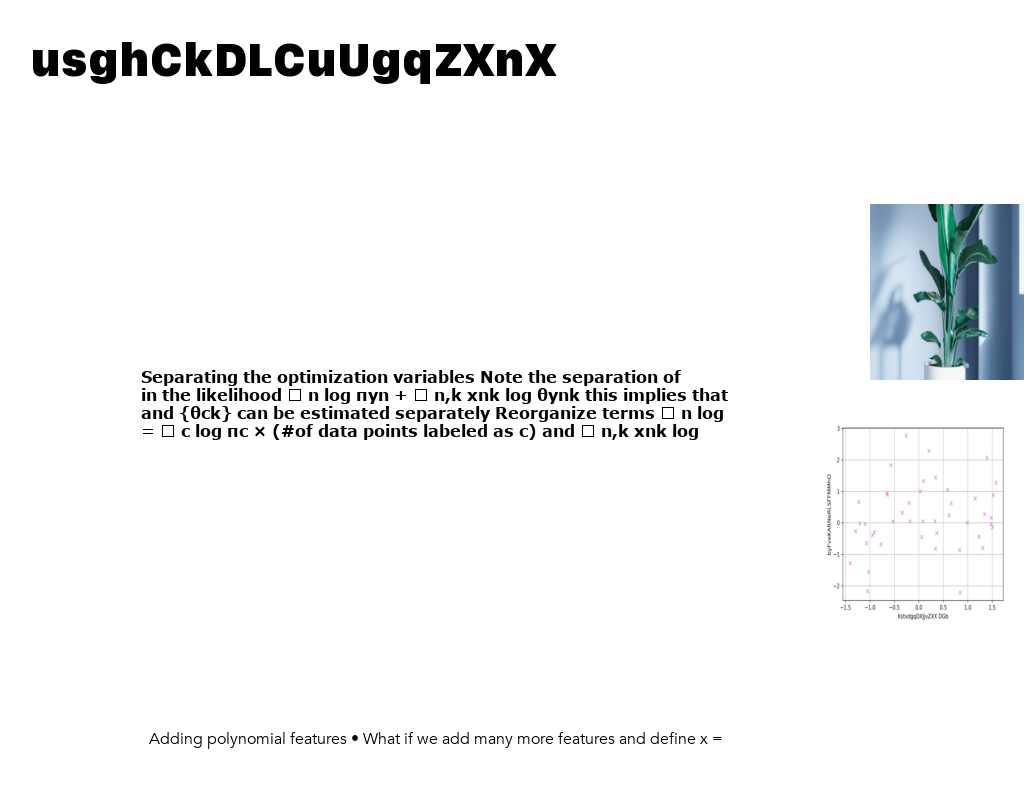 usghCkDLCuUgqZXnX
Separating the optimization variables Note the separation of
in the likelihood □ n log πyn + □ n,k xnk log θynk this implies that
and {θck} can be estimated separately Reorganize terms □ n log
= □ c log πc × (#of data points labeled as c) and □ n,k xnk log
3
2
1
0
−1
−2
−1.5 −1.0 −0.5 0.0 0.5 1.0 1.5
Adding polynomial features • What if we add many more features and define x =